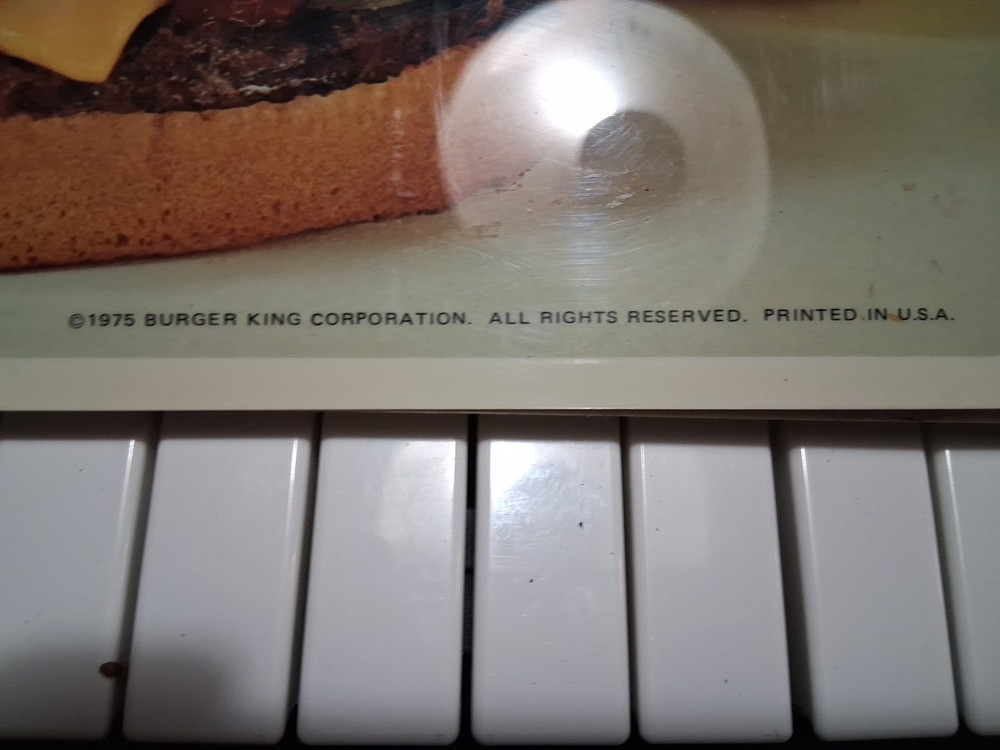 ©1975 BURGER KING CORPORATION. ALL RIGHTS RESERVED. PRINTED IN U.S.A.